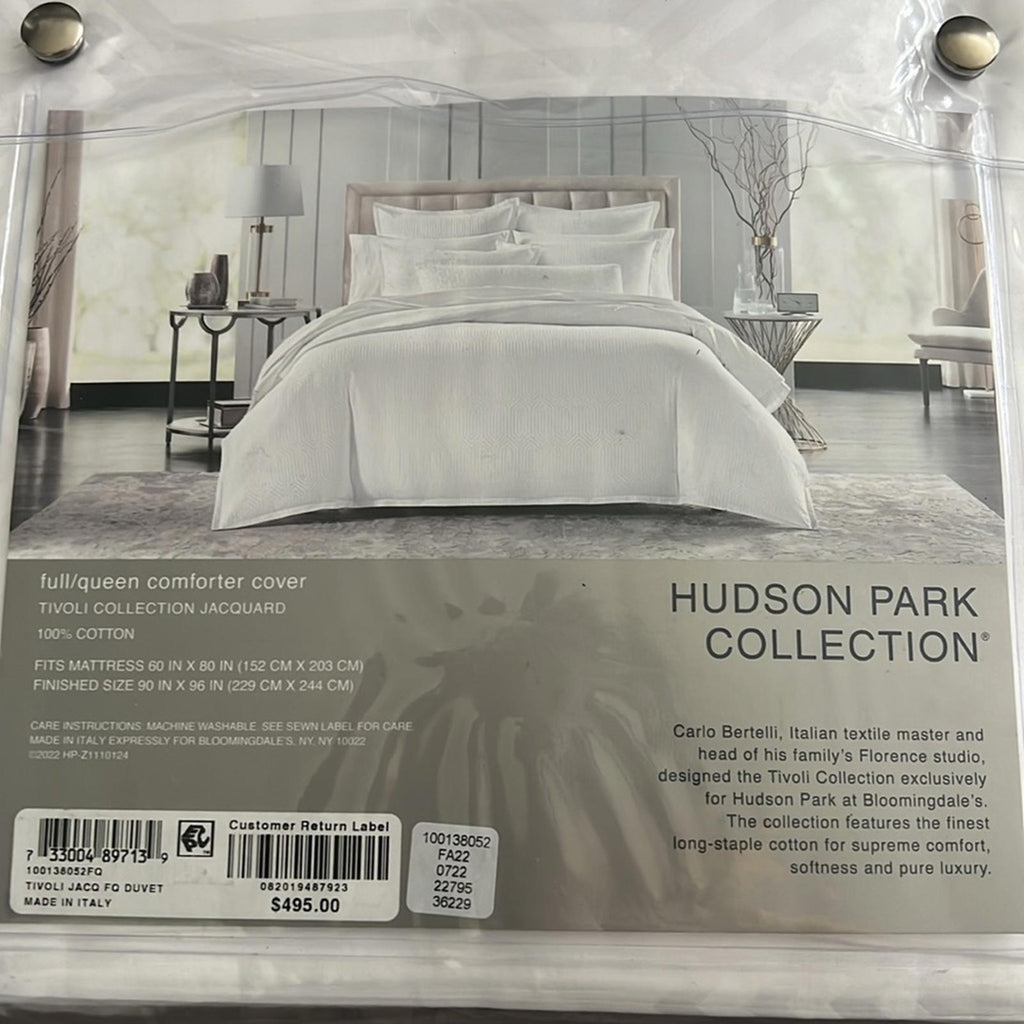 full/queen comforter cover
TIVOLI COLLECTION JACQUARD
100% COTTON
FITS MATTRESS 60 IN X 80 IN (152 CM X 203 CM)
FINISHED SIZE 90 IN X 96 IN (229 CM X 244 CM)
CARE INSTRUCTIONS: MACHINE WASHABLE. SEE SEWN LABEL FOR CARE.
MADE IN ITALY EXPRESSLY FOR BLOOMINGDALE'S, NY, NY 10022
©2022 HP-Z1110124
HUDSON PARK
COLLECTION®
Carlo Bertelli, Italian textile master and
head of his family's Florence studio,
designed the Tivoli Collection exclusively
for Hudson Park at Bloomingdale's.
The collection features the finest
long-staple cotton for supreme comfort,
softness and pure luxury.
7 33004 89713 9
100138052FQ
TIVOLI JACQ FQ DUVET
MADE IN ITALY
Customer Return Label
082019487923
$495.00
100138052
FA22
0722
22795
36229